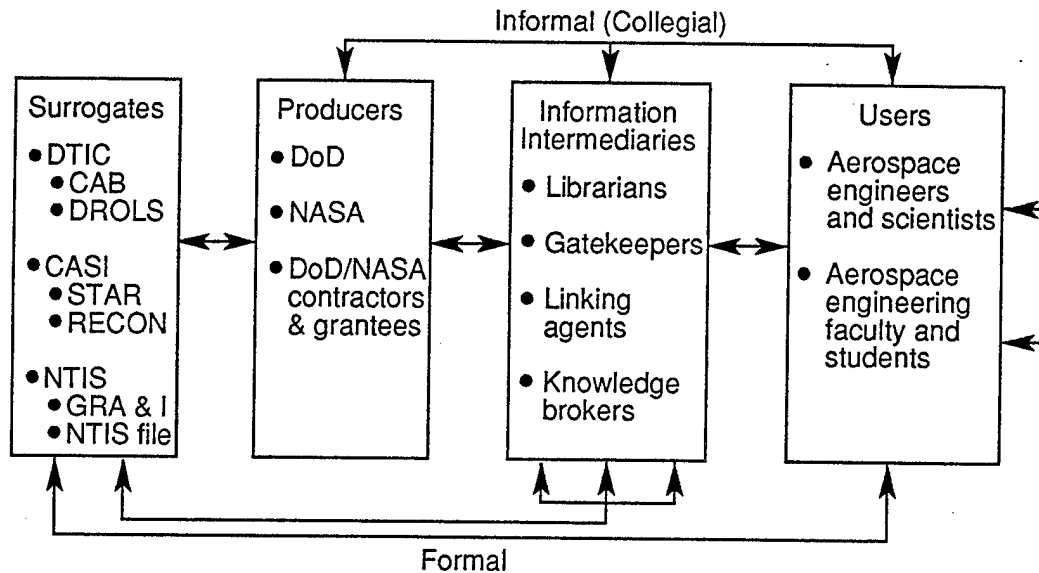 Informal (Collegial)
Surrogates
● DTIC
● CAB
● DROLS
● CASI
● STAR
● RECON
● NTIS
● GRA & I
● NTIS file
Producers
● DoD
● NASA
● DoD/NASA
contractors
& grantees
Information
Intermediaries
● Librarians
● Gatekeepers
● Linking
agents
● Knowledge
brokers
Users
● Aerospace
engineers
and scientists
● Aerospace
engineering
faculty and
students
Formal